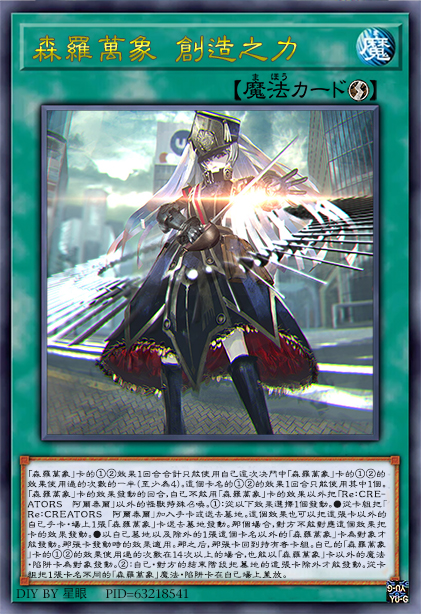 森羅萬象 創造之力
魔
【魔法カード】
まほう
「森羅萬象」卡的①②效果1回合合計只能使用自己這次決鬥中「森羅萬象」卡的①②的
效果使用過的次數的一半(至少為4)，這個卡名的①②的效果1回合只能使用其中1個，
「森羅萬象」卡的效果發動的回合，自己不能用「森羅萬象」卡的效果以外把「Re:CRE-
ATORS 阿爾泰爾」以外的怪獸特殊召喚。①：從以下效果選擇1個發動。●從卡組把「
Re:CREATORS 阿爾泰爾」加入手卡或送去墓地。這個效果也可以把這張卡以外的
自己手卡・場上1張「森羅萬象」卡送去墓地發動。那個場合，對方不能對應這個效果把
卡的效果發動。●以自己墓地以及除外的1張這個卡名以外的「森羅萬象」卡為對象才
能發動。那張卡發動時的效果適用。那之後，那張卡回到持有者卡組。自己的「森羅萬象
」卡的①②的效果使用過的次數在14次以上的場合，也能以「森羅萬象」卡以外的魔法
・陷阱卡為對象發動。②：自己・對方的結束階段把墓地的這張卡除外才能發動。從卡
組把1張卡名不同的「森羅萬象」魔法・陷阱卡在自己場上蓋放。
DIY BY 星眼 PID=63218541
YU-G